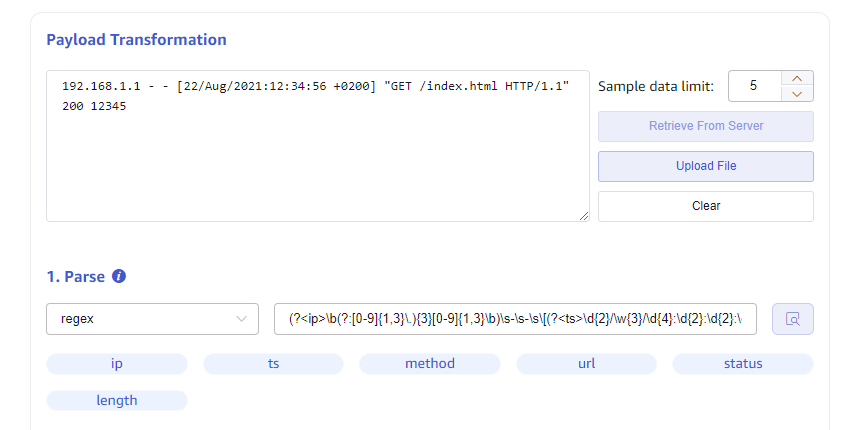 Payload Transformation
192.168.1.1 - - [22/Aug/2021:12:34:56 +0200] "GET /index.html HTTP/1.1"
200 12345
Sample data limit:
5
Retrieve From Server
Upload File
Clear
1. Parse
regex
(?<ip>\b(?:[0-9]{1,3}\.){3}[0-9]{1,3}\b)\s-\s-\s\[(?<ts>\d{2}/\w{3}/\d{4}:\d{2}:\d{2}:\
ip
ts
method
url
status
length